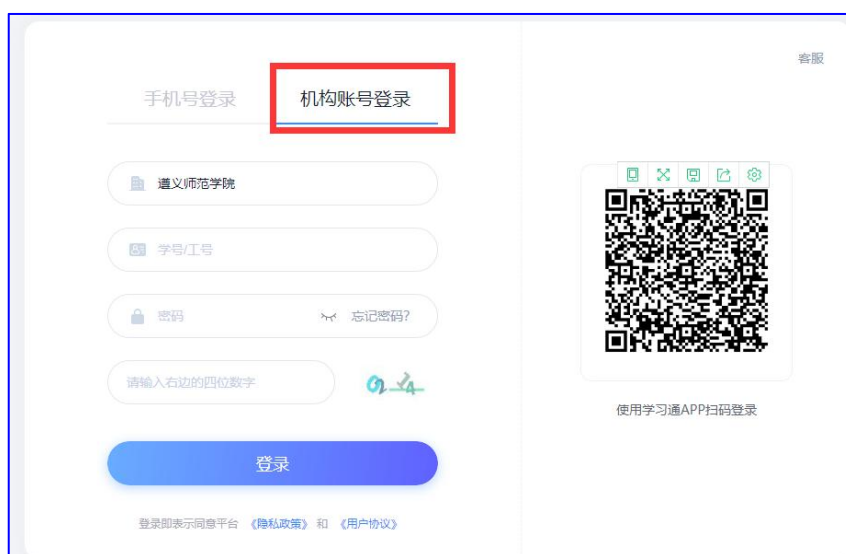 客服
手机号登录
机构账号登录
遵义师范学院
学号/工号
密码
忘记密码?
请输入右边的四位数字
登录
登录即表示同意平台 《隐私政策》 和 《用户协议》
使用学习通APP扫码登录